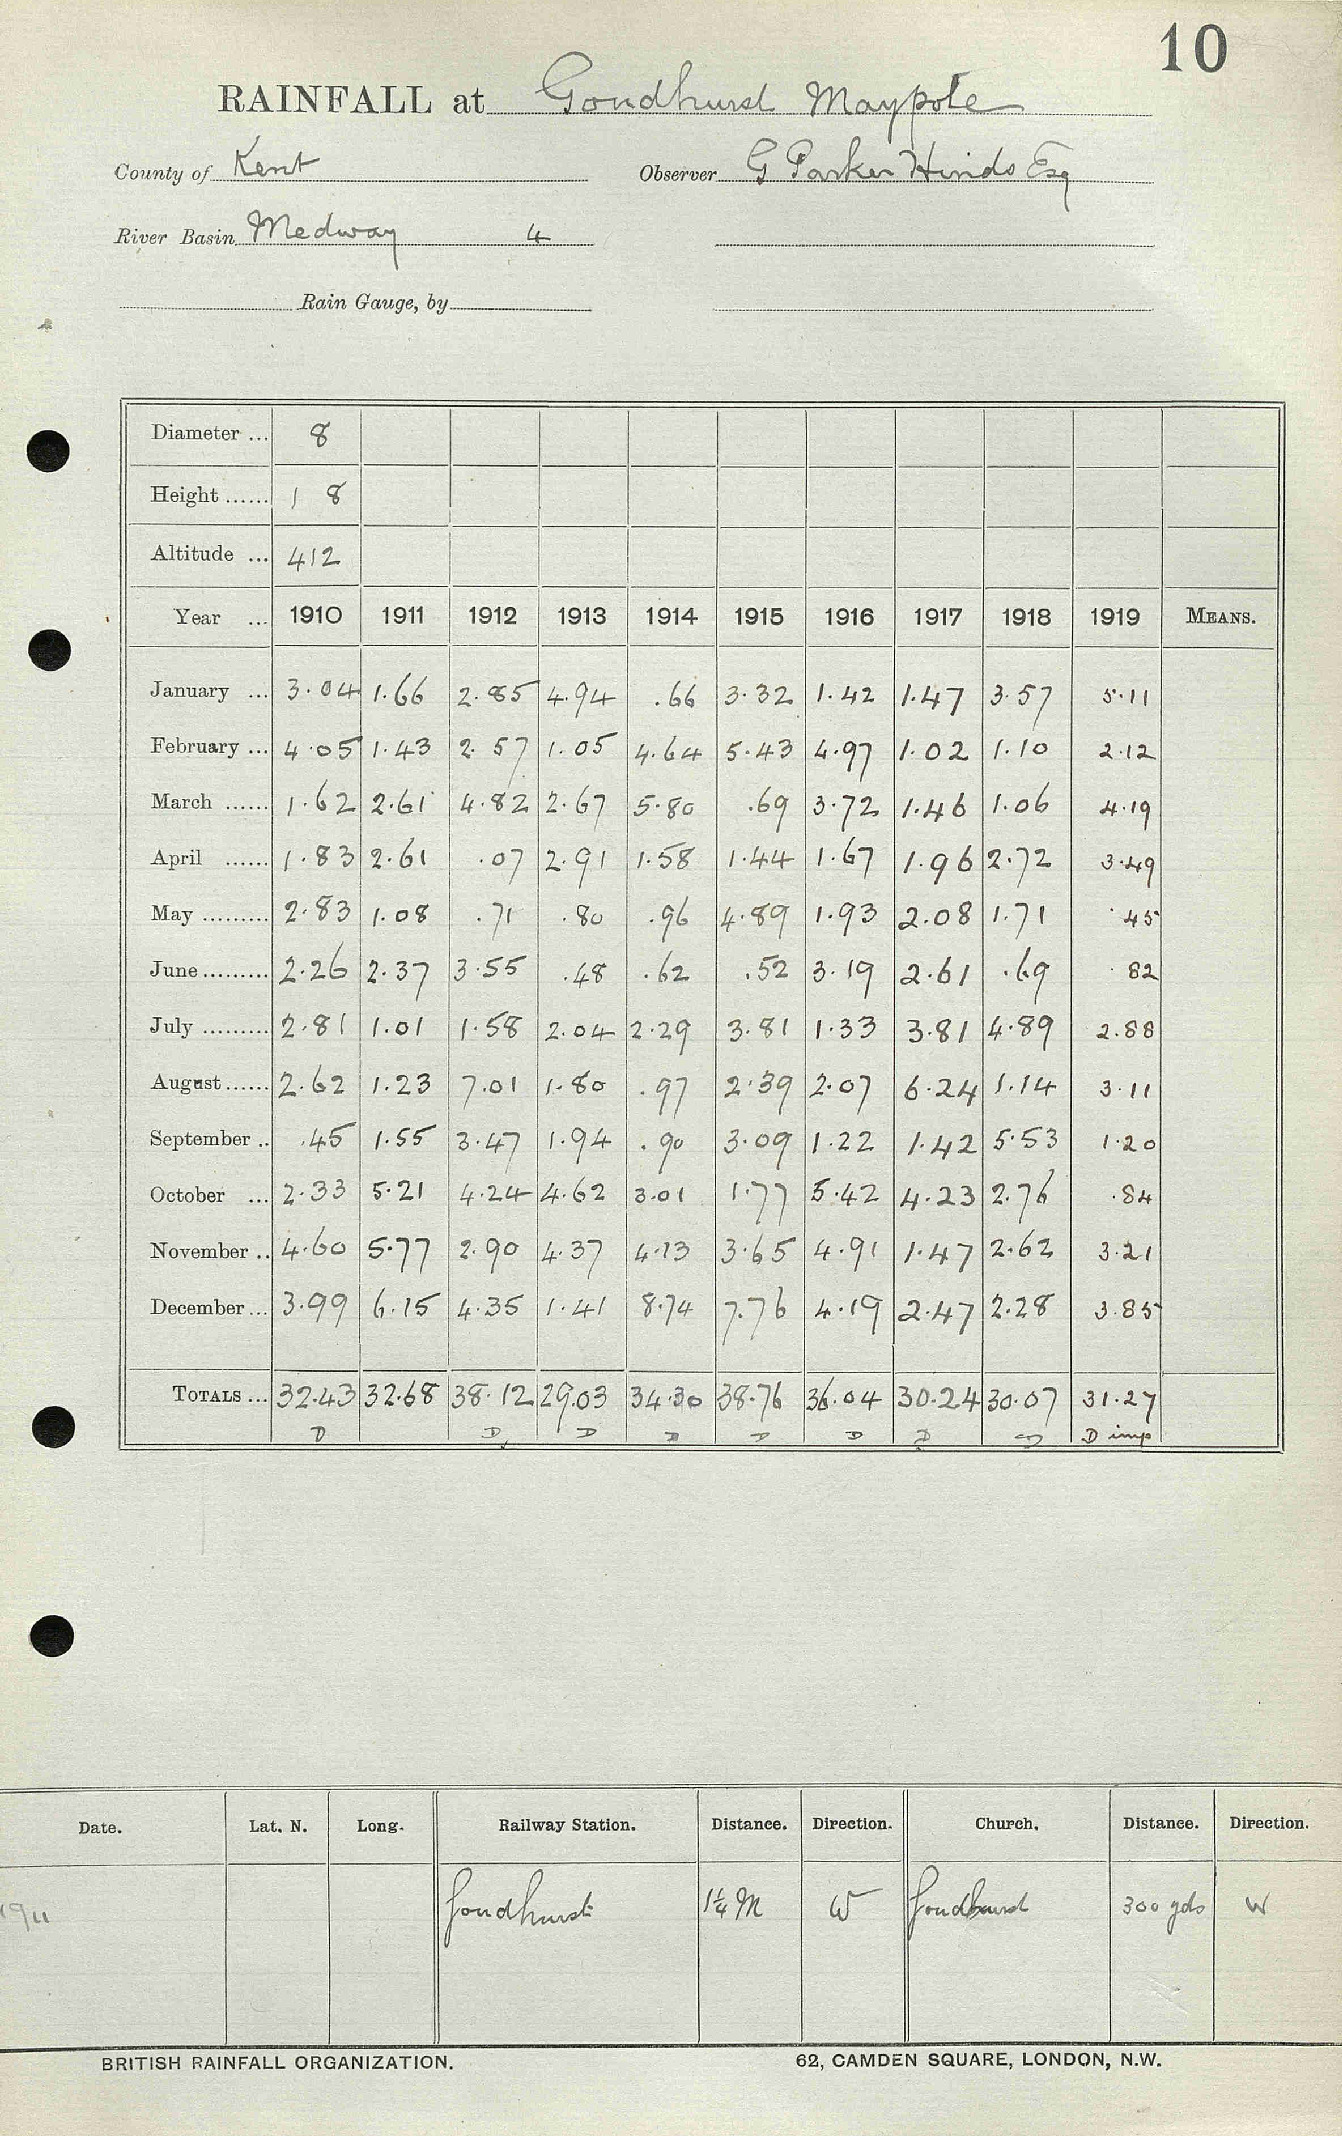 10
RAINFALL at Goudhurst Maypole
County of Kent Observer G Parker Hinds Esq
River Basin Medway 4
Rain Gauge, by
Diameter ... 8
Height ...... 1 8
Altitude ... 412
Year ... 1910 1911 1912 1913 1914 1915 1916 1917 1918 1919 MEANS.
January ... 3.04 1.66 2.85 4.94 .66 3.32 1.42 1.47 3.57 5.11
February ... 4.05 1.43 2.57 1.05 4.64 5.43 4.97 1.02 1.10 2.12
March ...... 1.62 2.61 4.82 2.67 5.80 .69 3.72 1.46 1.06 4.19
April ...... 1.83 2.61 .07 2.91 1.58 1.44 1.67 1.96 2.72 3.49
May ......... 2.83 1.08 .71 .80 .96 4.89 1.93 2.08 1.71 .45
June ......... 2.26 2.37 3.55 .48 .62 .52 3.19 2.61 .69 .82
July ......... 2.81 1.01 1.58 2.04 2.29 3.81 1.33 3.81 4.89 2.88
August ...... 2.62 1.23 7.01 1.80 .97 2.39 2.07 6.24 1.14 3.11
September .. .45 1.55 3.47 1.94 .90 3.09 1.22 1.42 5.53 1.20
October ... 2.33 5.21 4.24 4.62 3.01 1.77 5.42 4.23 2.76 .84
November .. 4.60 5.77 2.90 4.37 4.13 3.65 4.91 1.47 2.62 3.21
December ... 3.99 6.15 4.35 1.41 8.74 7.76 4.19 2.47 2.28 3.85
TOTALS ... 32.43 32.68 38.12 29.03 34.30 38.76 36.04 30.24 30.07 31.27
D D D D D D D D D imp
Date. Lat. N. Long. Railway Station. Distance. Direction. Church. Distance. Direction.
1911 Goudhurst 1¼ M W Goudhurst 300 yds W
BRITISH RAINFALL ORGANIZATION. 62, CAMDEN SQUARE, LONDON, N.W.